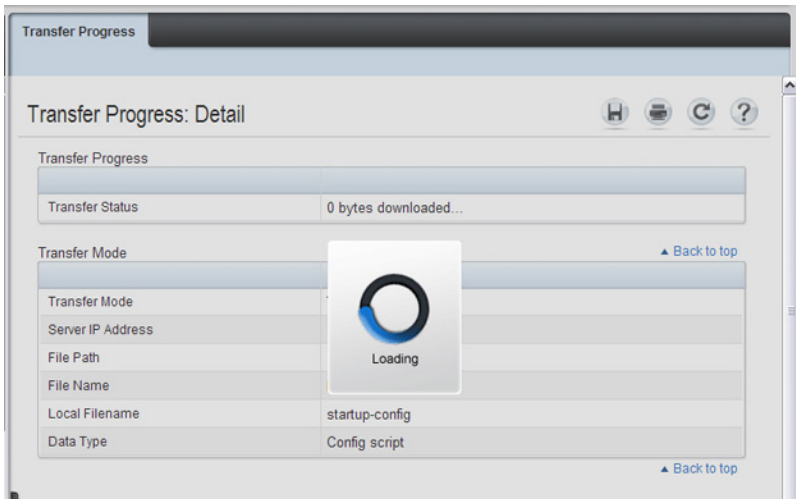 Transfer Progress
Transfer Progress: Detail
?
Transfer Progress
Transfer Status 0 bytes downloaded...
Transfer Mode ▲ Back to top
Transfer Mode
Server IP Address
File Path
Loading
File Name
Local Filename startup-config
Data Type Config script
▲ Back to top